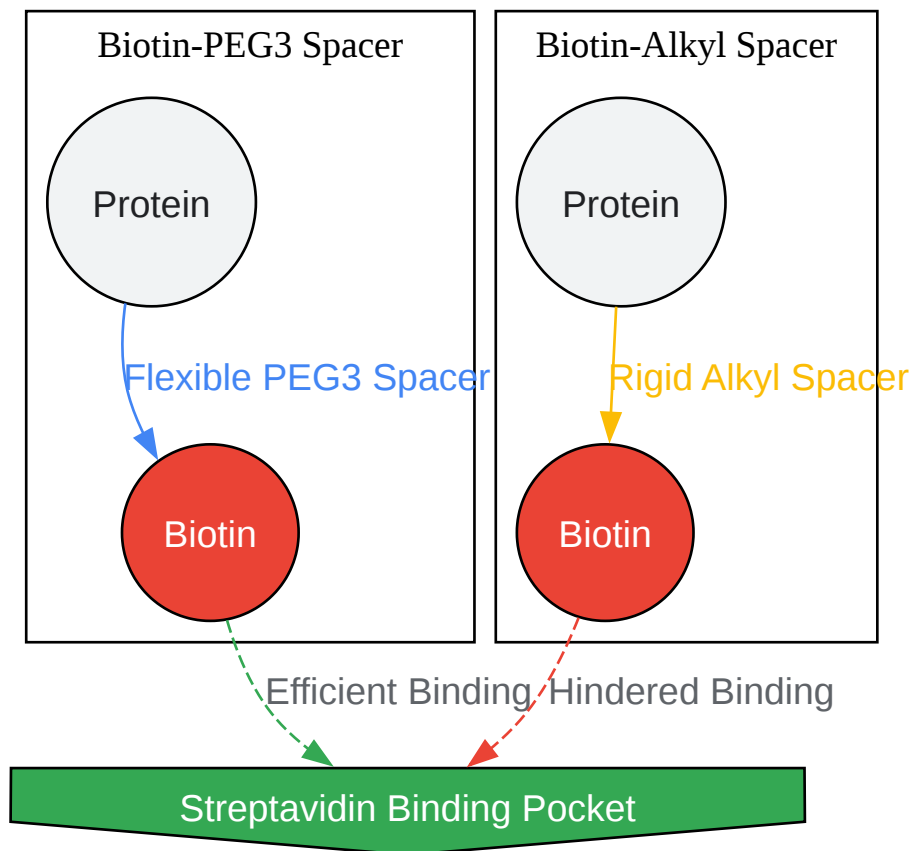 Biotin-PEG3 Spacer
Protein
Flexible PEG3 Spacer
Biotin
Efficient Binding
Biotin-Alkyl Spacer
Protein
Rigid Alkyl Spacer
Biotin
Hindered Binding
Streptavidin Binding Pocket